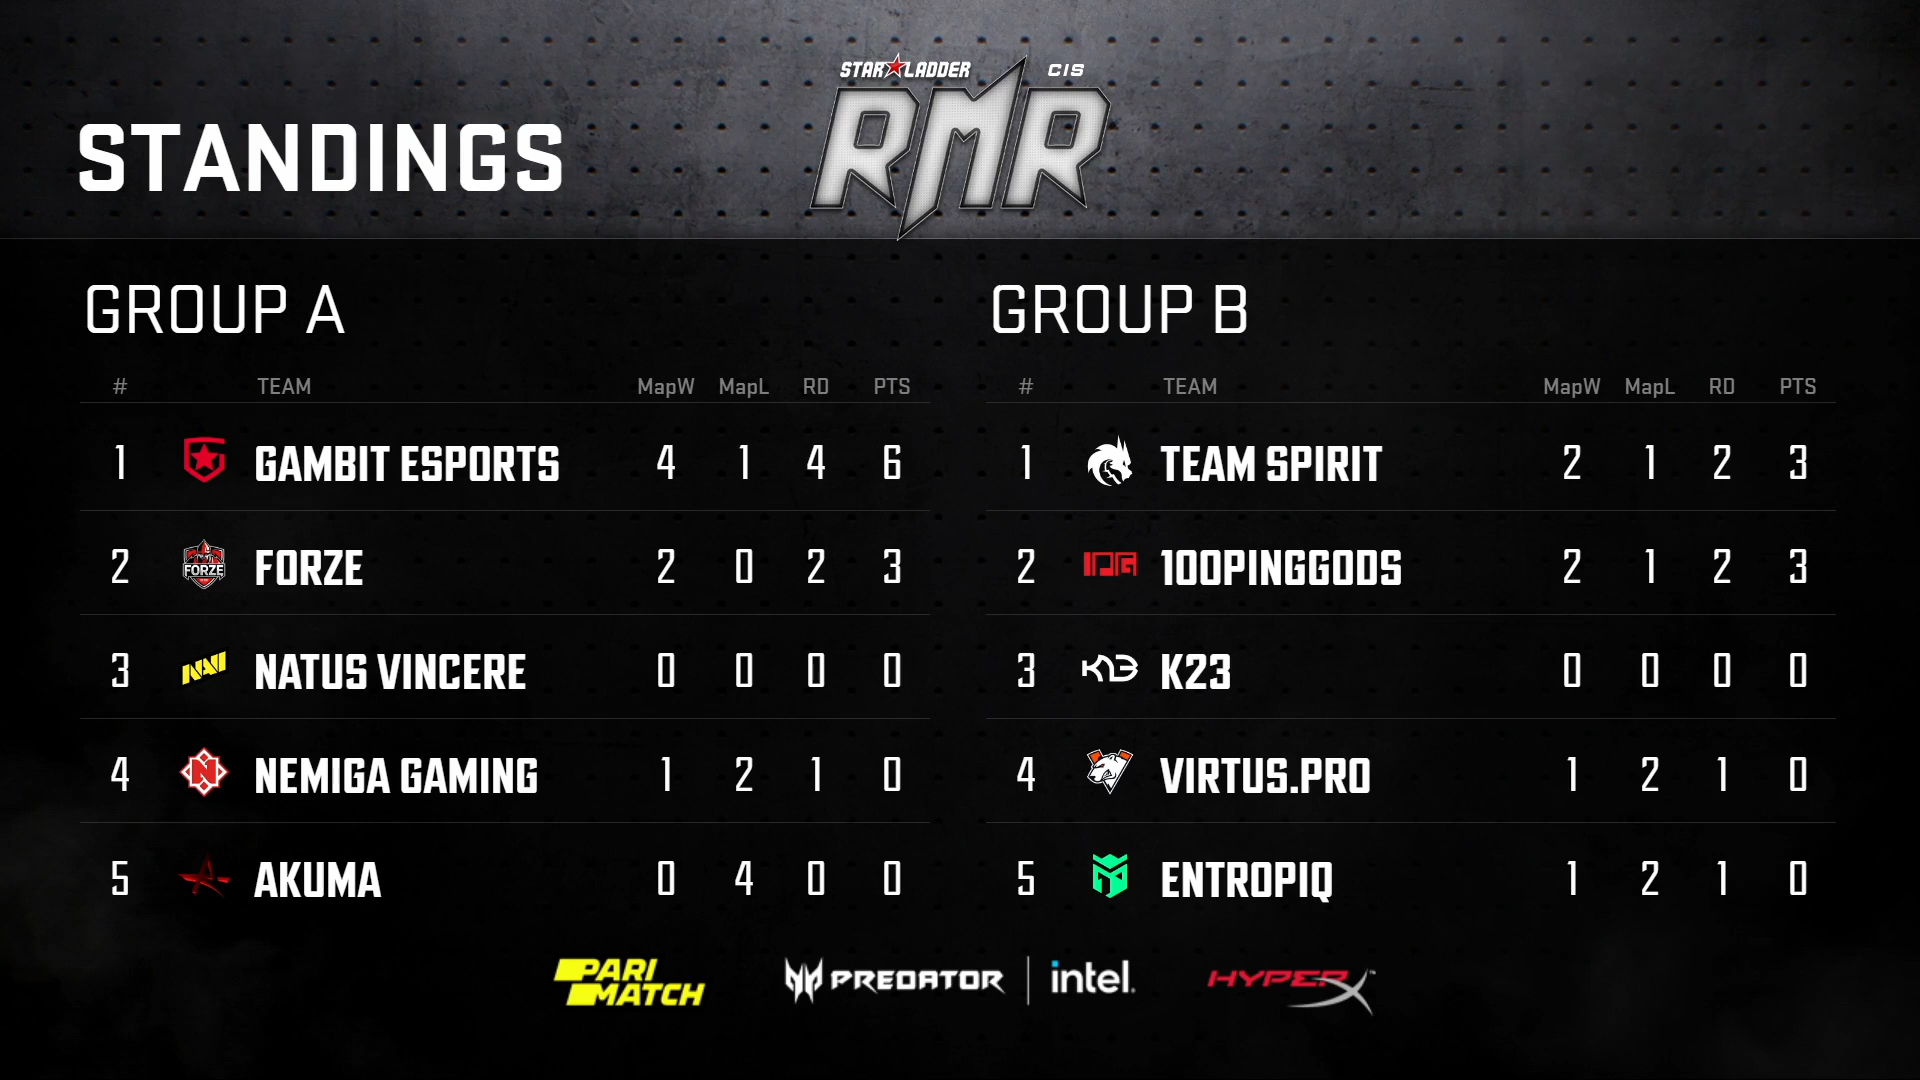 STAR LADDER CIS
RMR
STANDINGS
GROUP A
# TEAM MapW MapL RD PTS
1 GAMBIT ESPORTS 4 1 4 6
2 FORZE FORZE 2 0 2 3
3 NAVI NATUS VINCERE 0 0 0 0
4 N NEMIGA GAMING 1 2 1 0
5 AKUMA 0 4 0 0
GROUP B
# TEAM MapW MapL RD PTS
1 TEAM SPIRIT 2 1 2 3
2 1PG 100PINGGODS 2 1 2 3
3 K23 K23 0 0 0 0
4 VIRTUS.PRO 1 2 1 0
5 ENTROPIQ 1 2 1 0
PARI MATCH
PREDATOR
intel.
HYPERX